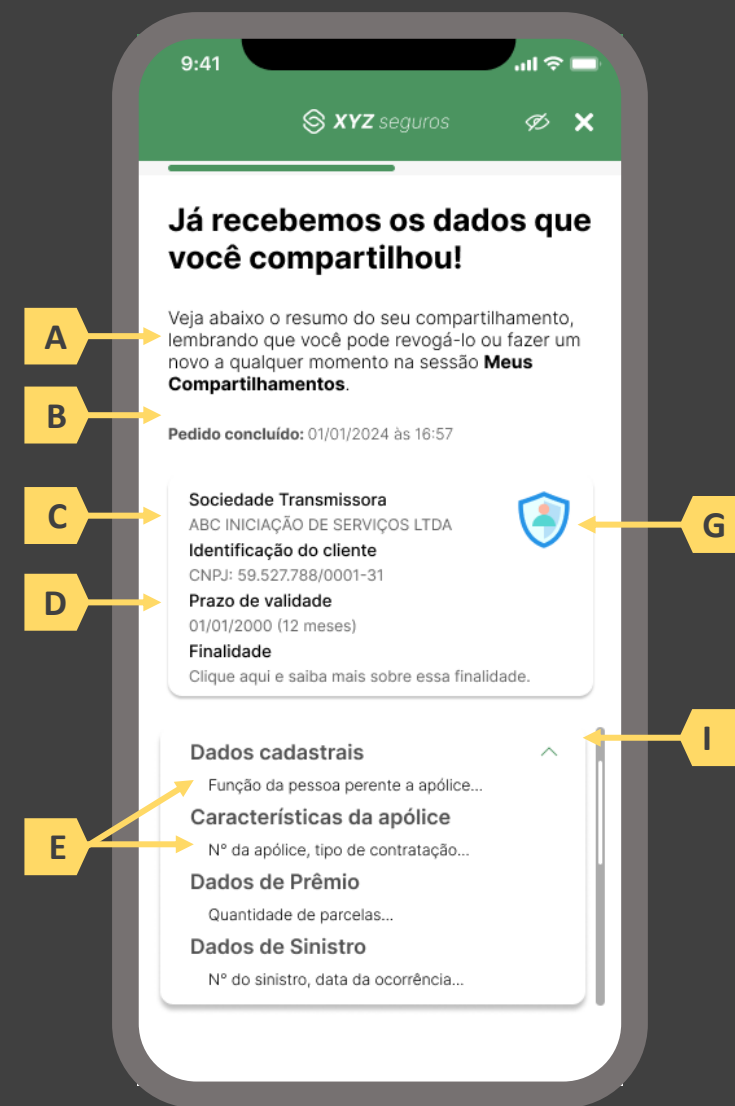 9:41
XYZ seguros
Já recebemos os dados que
você compartilhou!
A
Veja abaixo o resumo do seu compartilhamento,
lembrando que você pode revogá-lo ou fazer um
novo a qualquer momento na sessão Meus
Compartilhamentos.
B
Pedido concluído: 01/01/2024 às 16:57
C
Sociedade Transmissora
ABC INICIAÇÃO DE SERVIÇOS LTDA
G
Identificação do cliente
CNPJ: 59.527.788/0001-31
D
Prazo de validade
01/01/2000 (12 meses)
Finalidade
Clique aqui e saiba mais sobre essa finalidade.
I
Dados cadastrais
Função da pessoa perente a apólice...
Características da apólice
E
N° da apólice, tipo de contratação...
Dados de Prêmio
Quantidade de parcelas...
Dados de Sinistro
N° do sinistro, data da ocorrência...